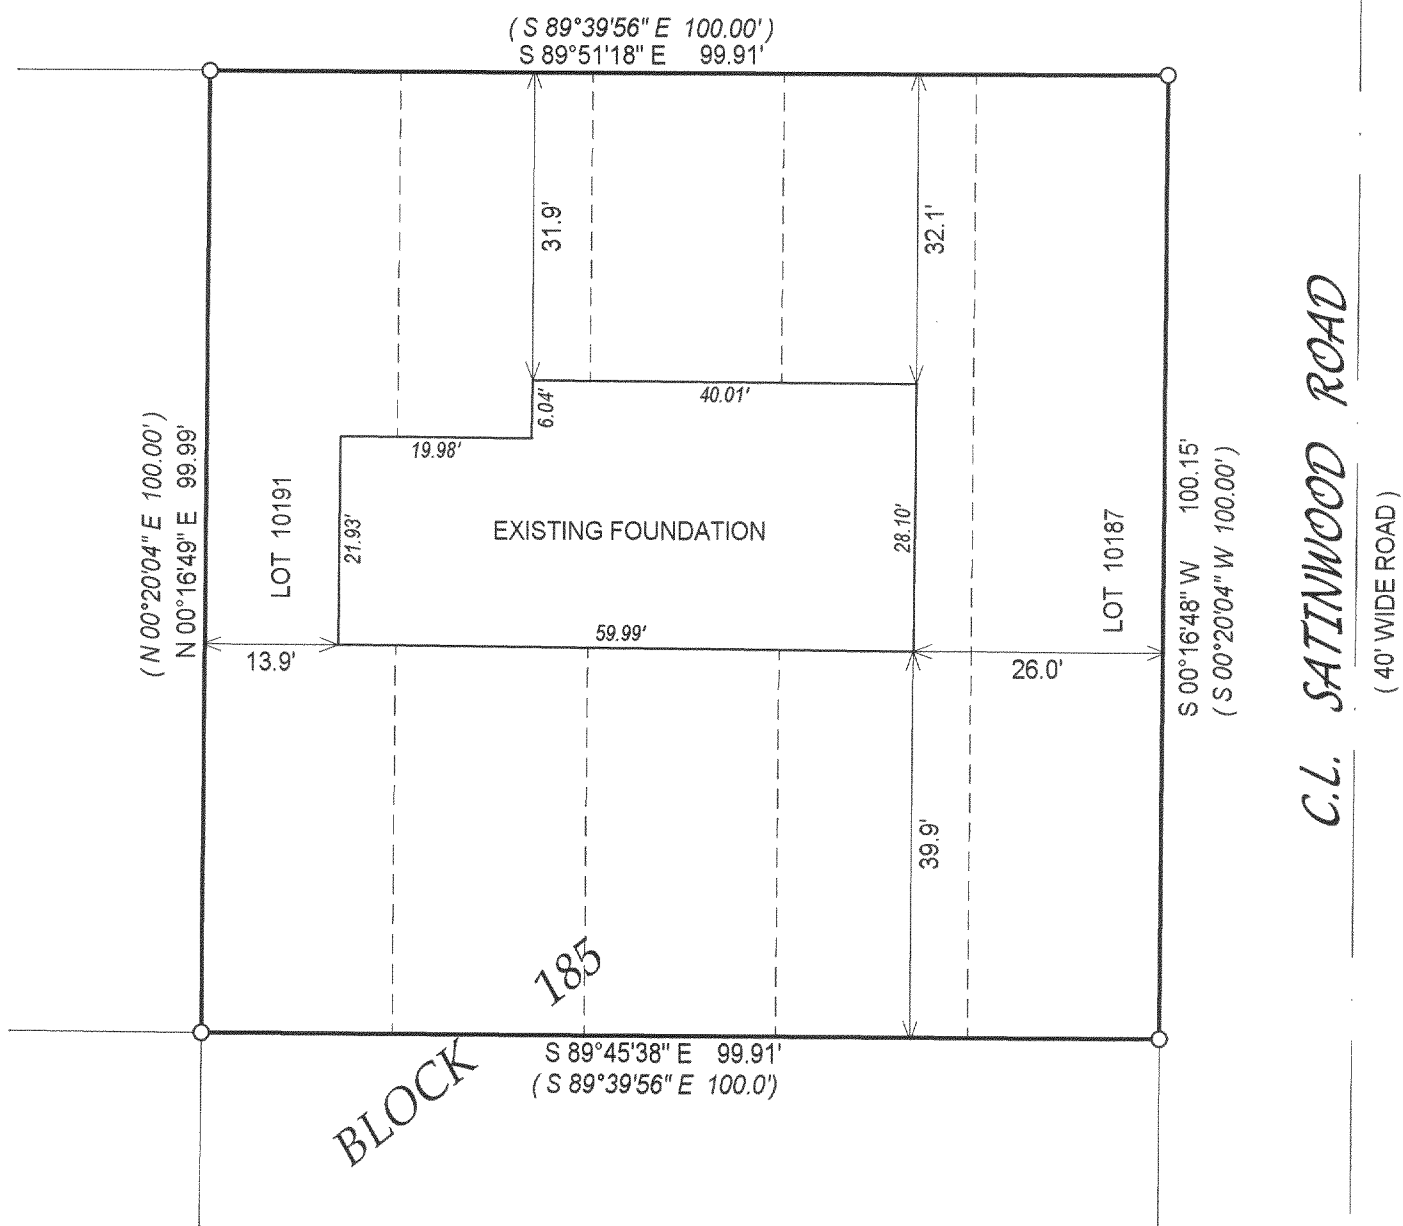 ( S 89°39'56" E 100.00' )
S 89°51'18" E 99.91'
31.9'
32.1'
40.01'
6.04'
19.98'
( N 00°20'04" E 100.00' )
N 00°16'49" E 99.99'
LOT 10191
21.93'
EXISTING FOUNDATION
28.10'
LOT 10187
S 00°16'48" W 100.15'
( S 00°20'04" W 100.00' )
C.L. SATINWOOD ROAD
( 40' WIDE ROAD )
59.99'
13.9'
26.0'
39.9'
BLOCK 185
S 89°45'38" E 99.91'
( S 89°39'56" E 100.0')